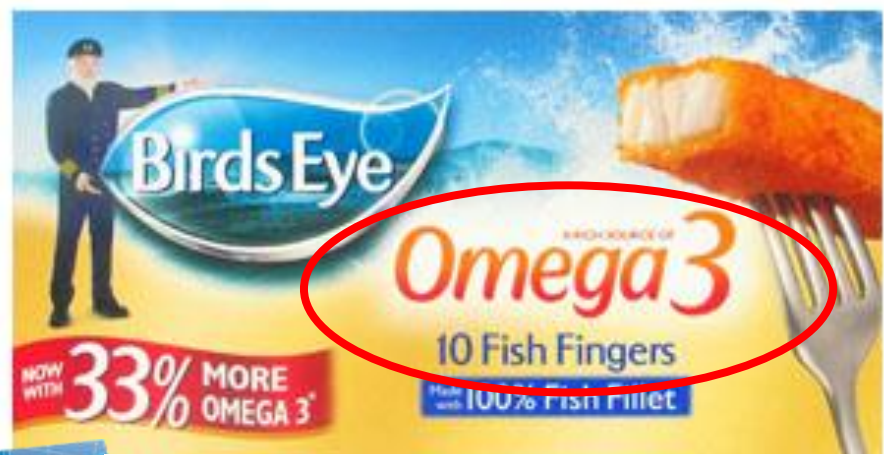 Birds Eye
A RICH SOURCE OF
Omega 3
10 Fish Fingers
Made with 100% Fish Fillet
NOW WITH 33% MORE OMEGA 3*